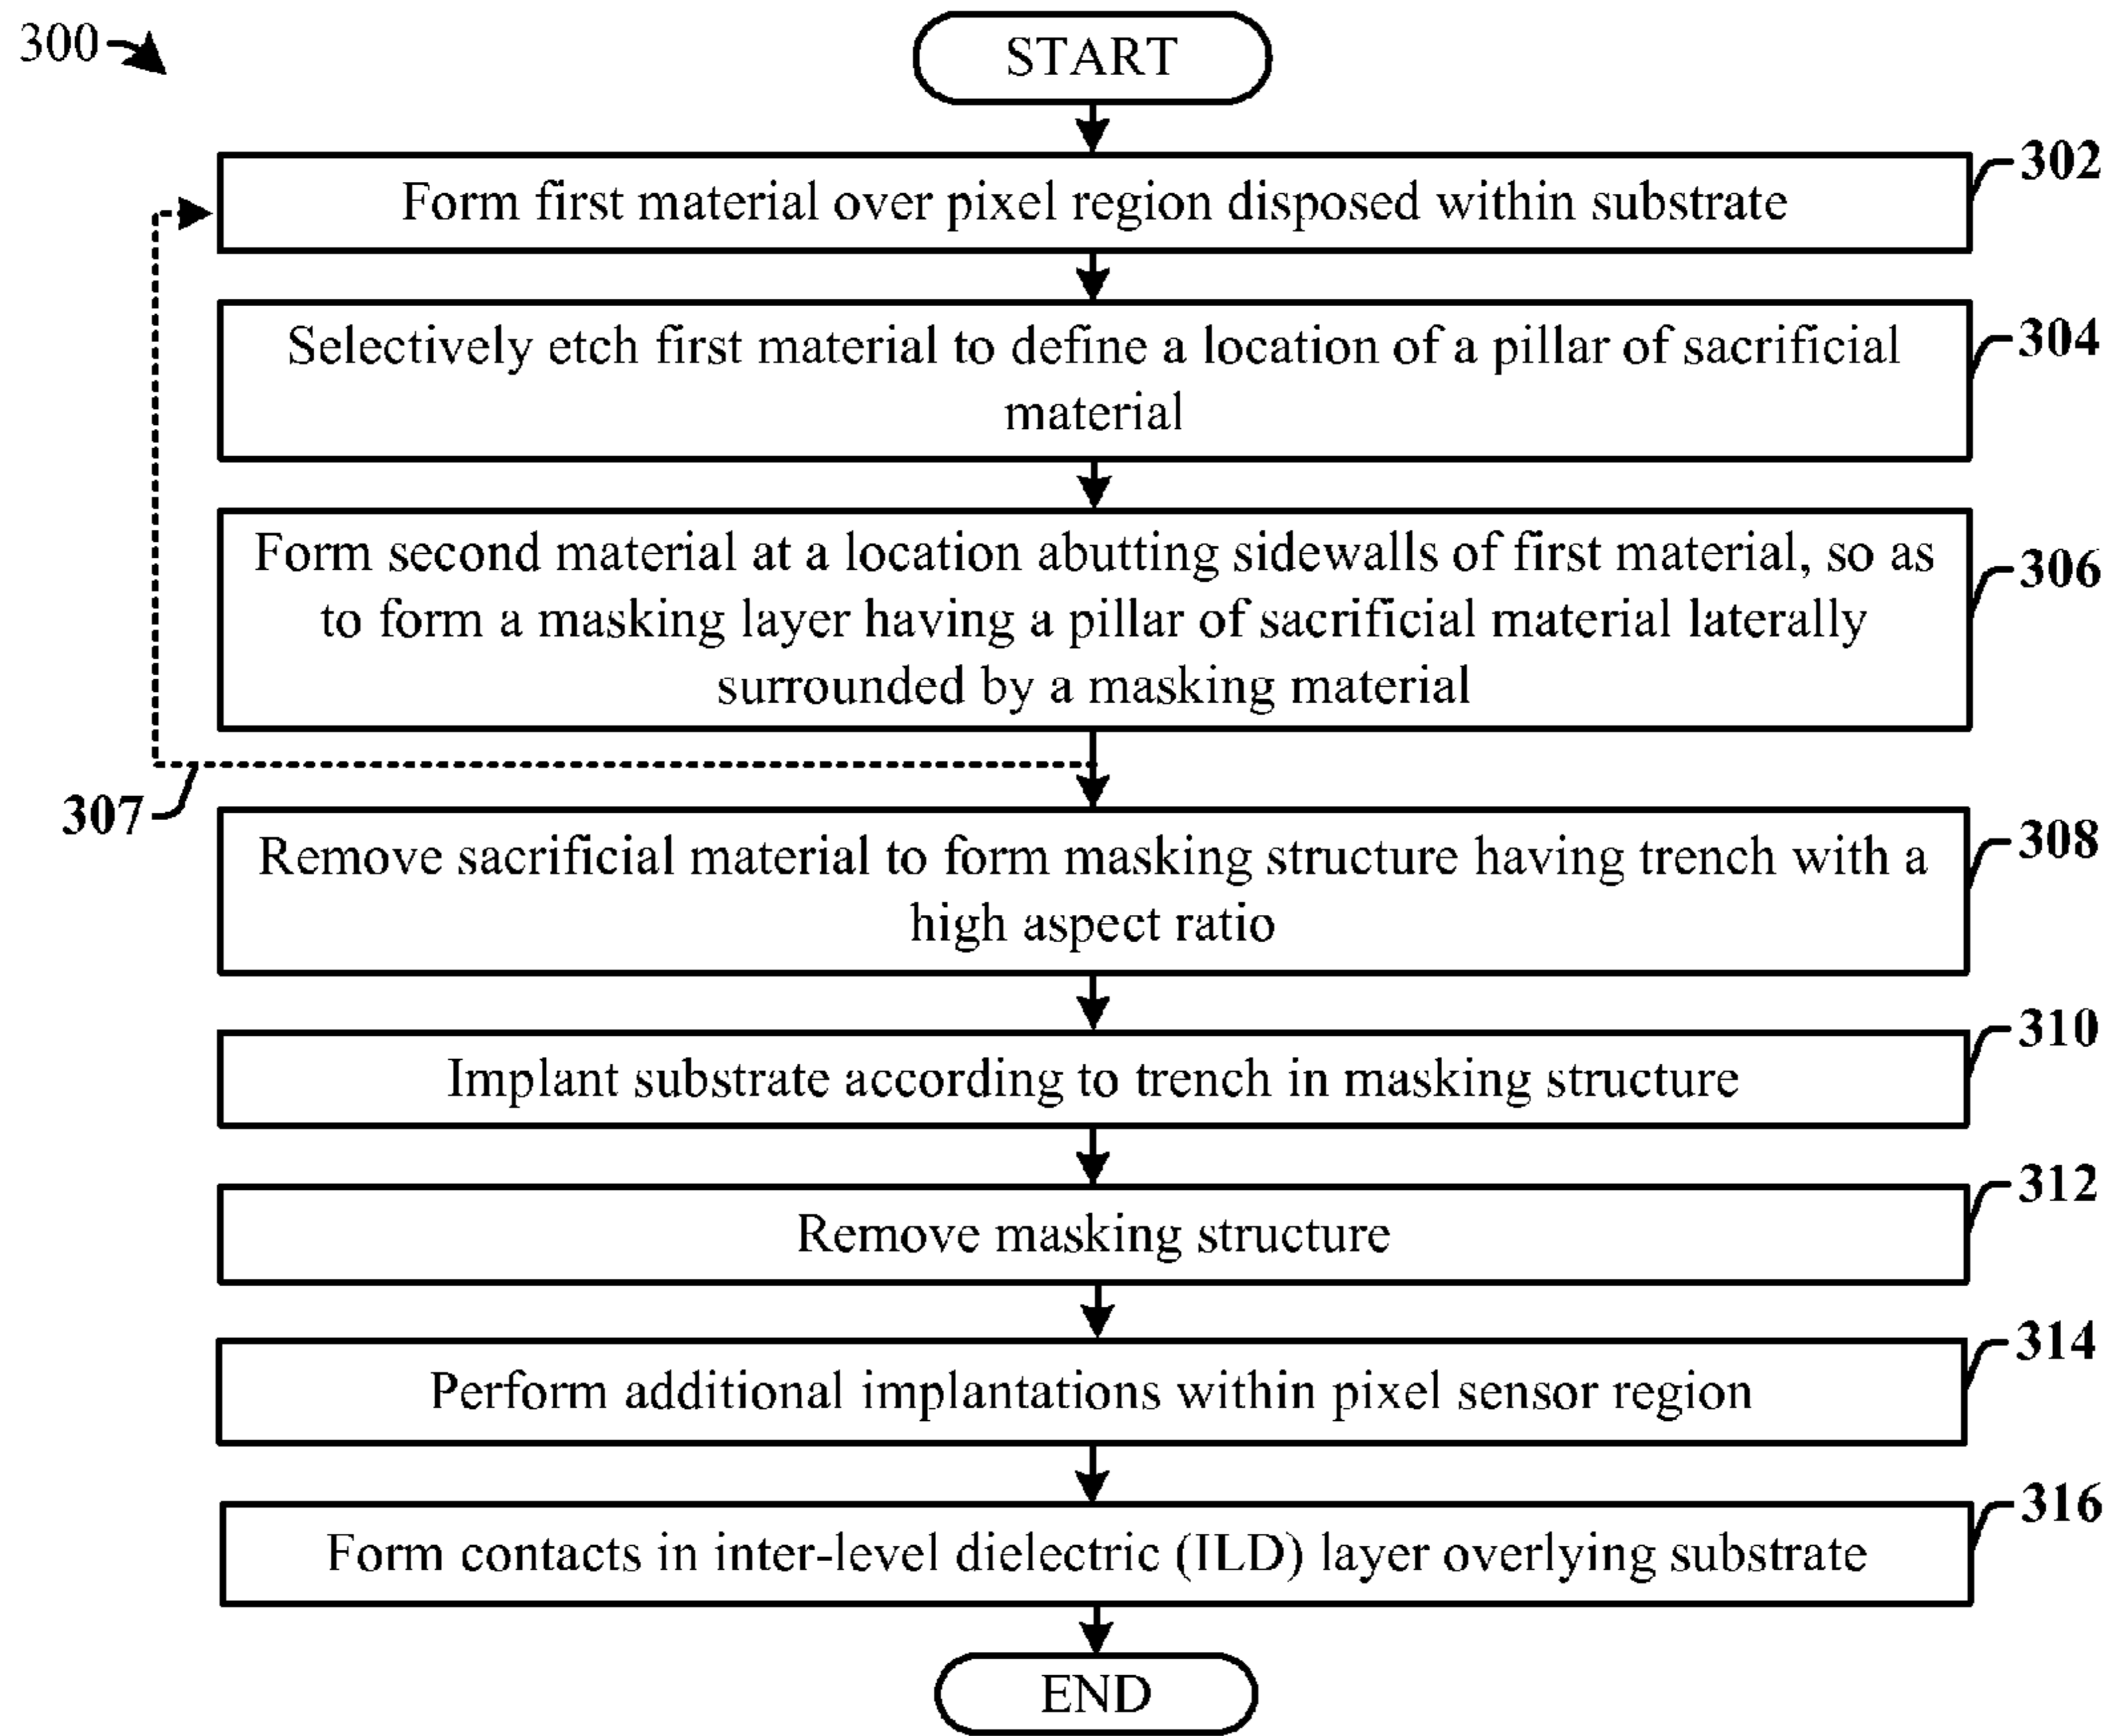 300
START
302
Form first material over pixel region disposed within substrate
304
Selectively etch first material to define a location of a pillar of sacrificial
material
306
Form second material at a location abutting sidewalls of first material, so as
to form a masking layer having a pillar of sacrificial material laterally
surrounded by a masking material
307
308
Remove sacrificial material to form masking structure having trench with a
high aspect ratio
310
Implant substrate according to trench in masking structure
312
Remove masking structure
314
Perform additional implantations within pixel sensor region
316
Form contacts in inter-level dielectric (ILD) layer overlying substrate
END